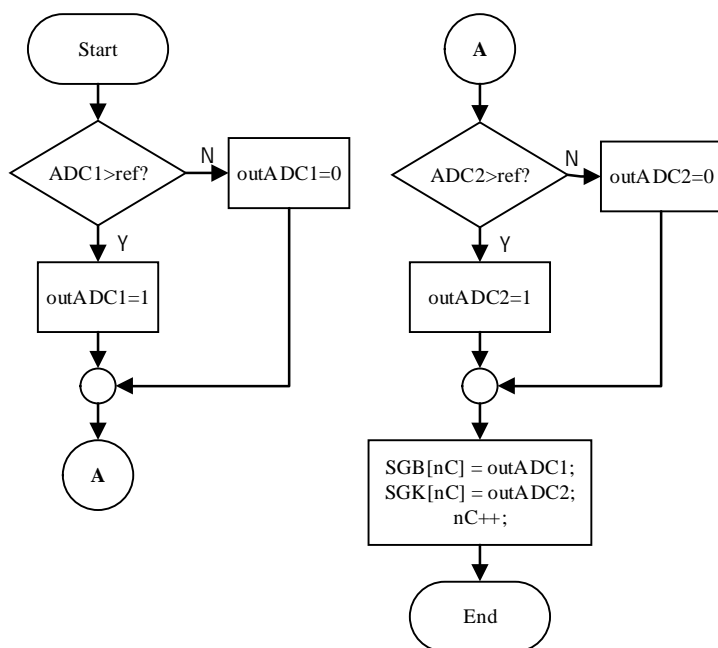 Start
ADC1>ref?
N
outADC1=0
Y
outADC1=1
A
A
ADC2>ref?
N
outADC2=0
Y
outADC2=1
SGB[nC] = outADC1;
SGK[nC] = outADC2;
nC++;
End